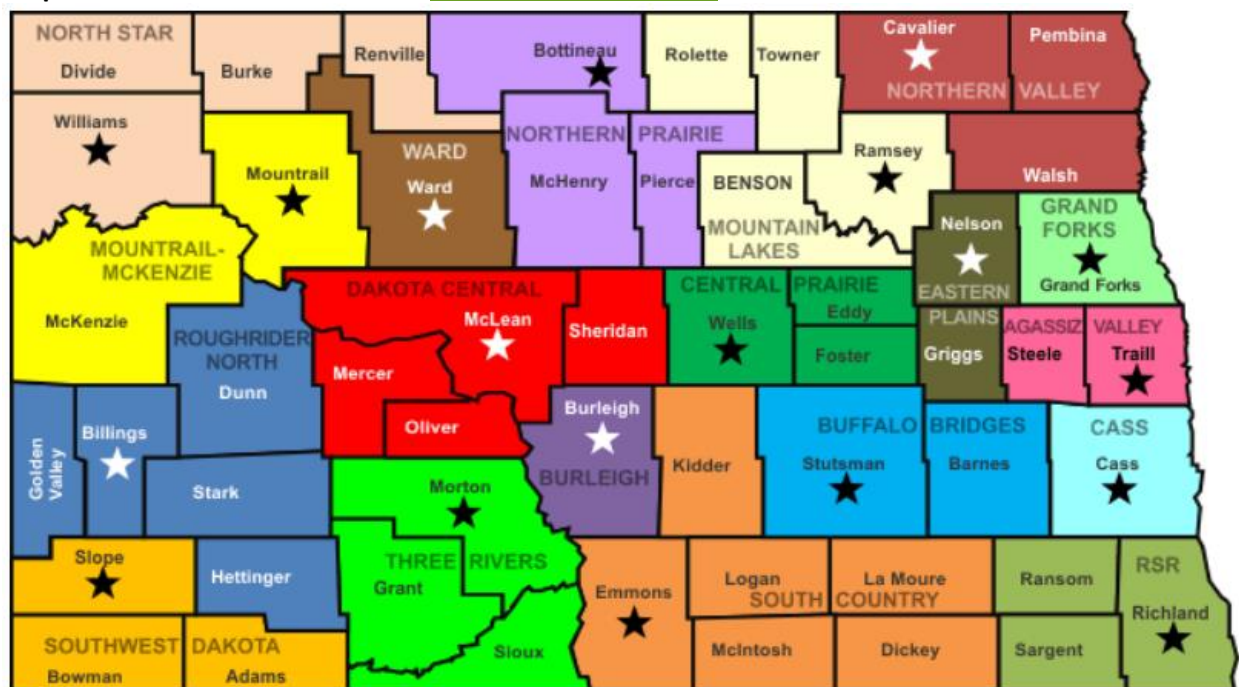 NORTH STAR
Divide
Burke
Renville
Bottineau
Rolette
Towner
Cavalier
Pembina
NORTHERN VALLEY
Williams
Mountrail
WARD
Ward
NORTHERN PRAIRIE
McHenry
Pierce
BENSON
Ramsey
MOUNTAIN
LAKES
Walsh
Nelson
GRAND
FORKS
Grand Forks
MOUNTRAIL-
MCKENZIE
McKenzie
ROUGHRIDER
NORTH
Dunn
DAKOTA CENTRAL
McLean
Sheridan
Mercer
Oliver
CENTRAL PRAIRIE
Wells
Eddy
Foster
EASTERN
PLAINS
Griggs
AGASSIZ VALLEY
Steele
Traill
Golden
Valley
Billings
Stark
Burleigh
BURLEIGH
Kidder
BUFFALO BRIDGES
Stutsman
Barnes
CASS
Cass
Morton
THREE RIVERS
Grant
Sioux
Slope
Hettinger
SOUTHWEST DAKOTA
Bowman
Adams
Emmons
Logan
La Moure
SOUTH COUNTRY
McIntosh
Dickey
Ransom
Sargent
RSR
Richland